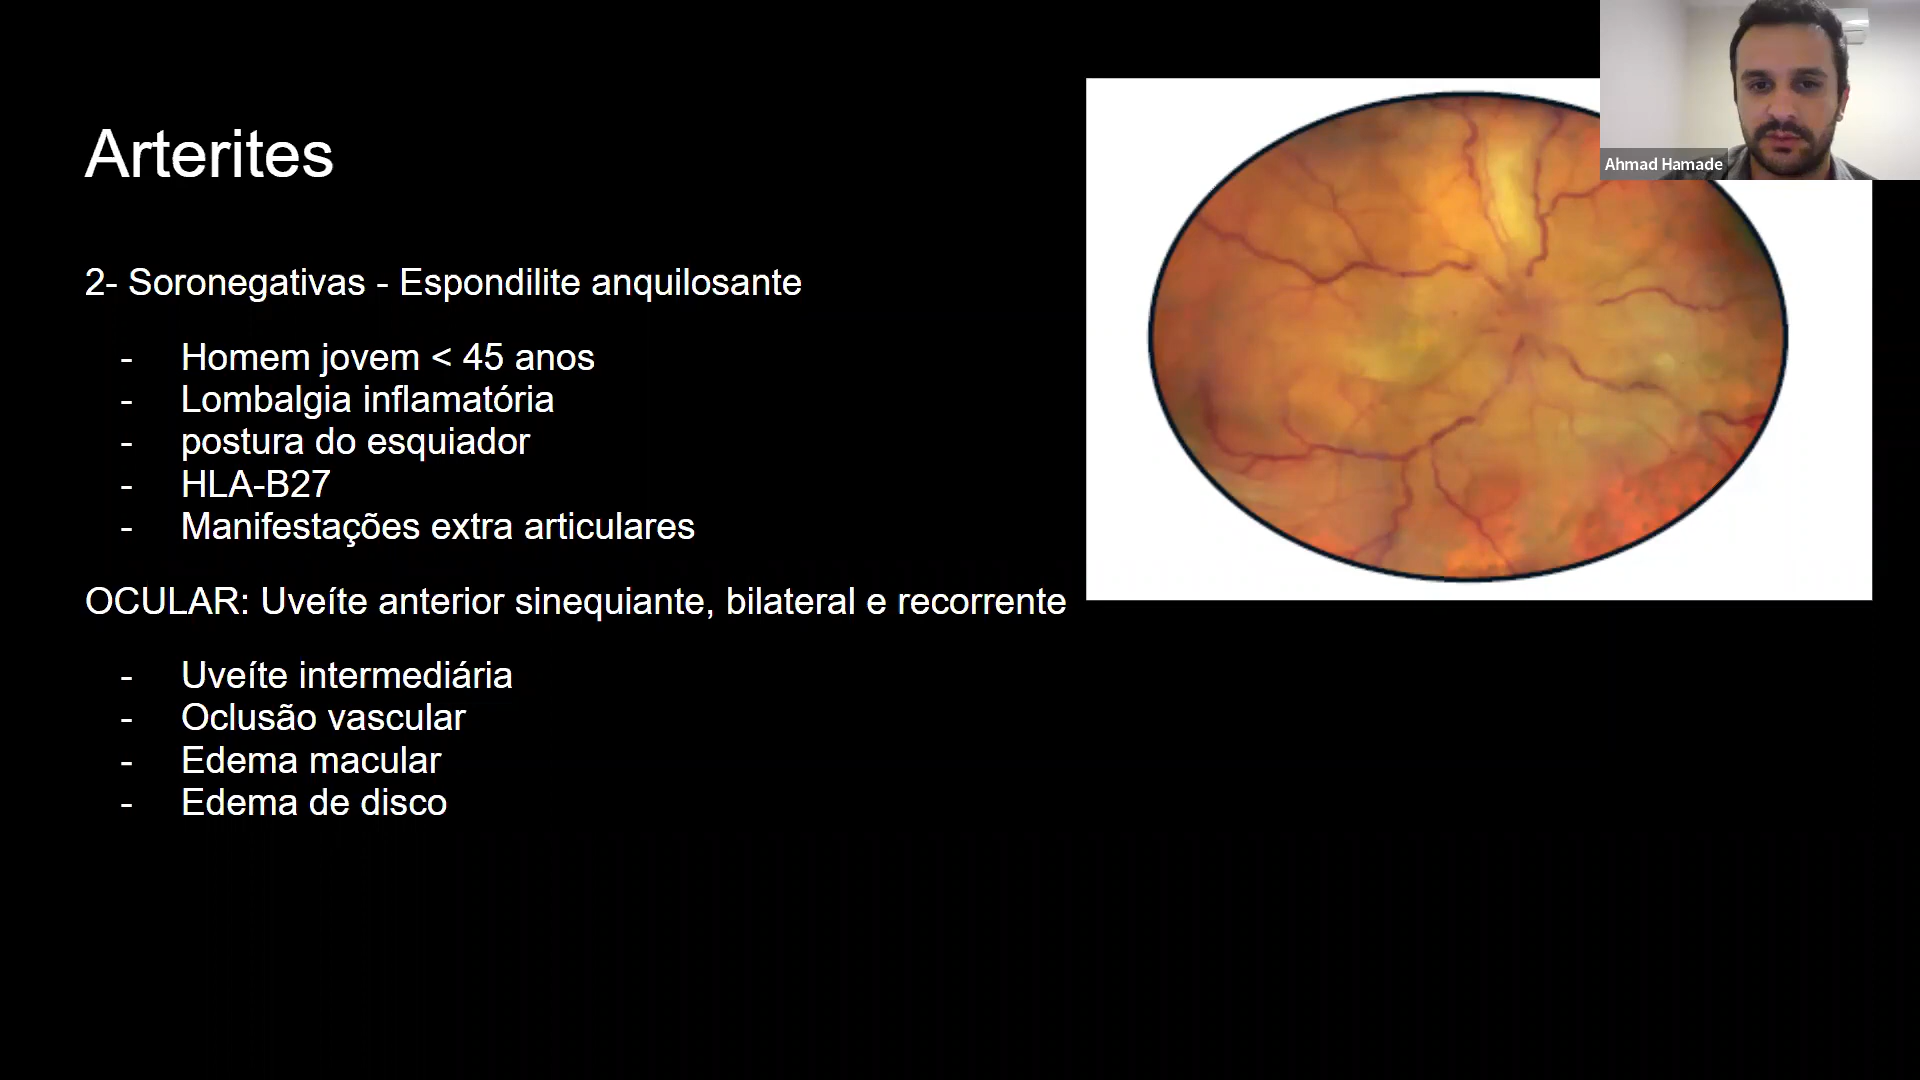 Arterites
Ahmad Hamade
2- Soronegativas - Espondilite anquilosante
- Homem jovem < 45 anos
- Lombalgia inflamatória
- postura do esquiador
- HLA-B27
- Manifestações extra articulares
OCULAR: Uveíte anterior sinequiante, bilateral e recorrente
- Uveíte intermediária
- Oclusão vascular
- Edema macular
- Edema de disco